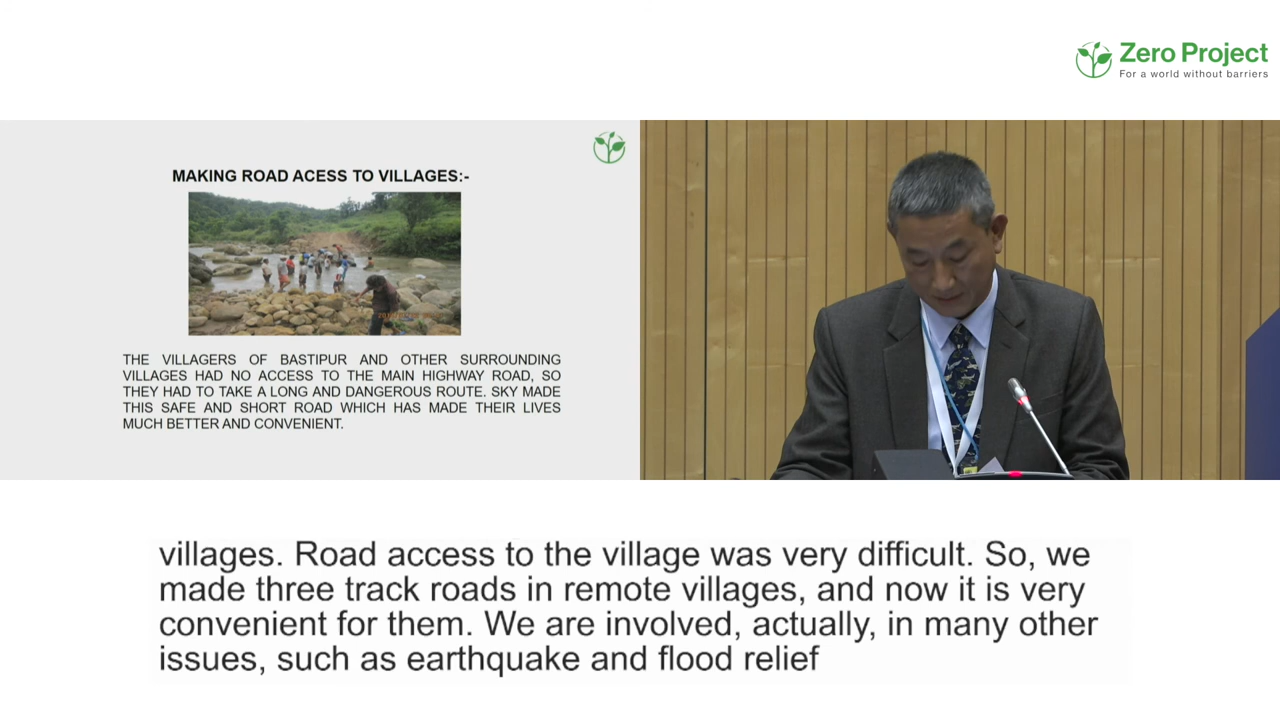 Zero Project
For a world without barriers
MAKING ROAD ACESS TO VILLAGES:-
THE VILLAGERS OF BASTIPUR AND OTHER SURROUNDING
VILLAGES HAD NO ACCESS TO THE MAIN HIGHWAY ROAD, SO
THEY HAD TO TAKE A LONG AND DANGEROUS ROUTE. SKY MADE
THIS SAFE AND SHORT ROAD WHICH HAS MADE THEIR LIVES
MUCH BETTER AND CONVENIENT.
villages. Road access to the village was very difficult. So, we
made three track roads in remote villages, and now it is very
convenient for them. We are involved, actually, in many other
issues, such as earthquake and flood relief